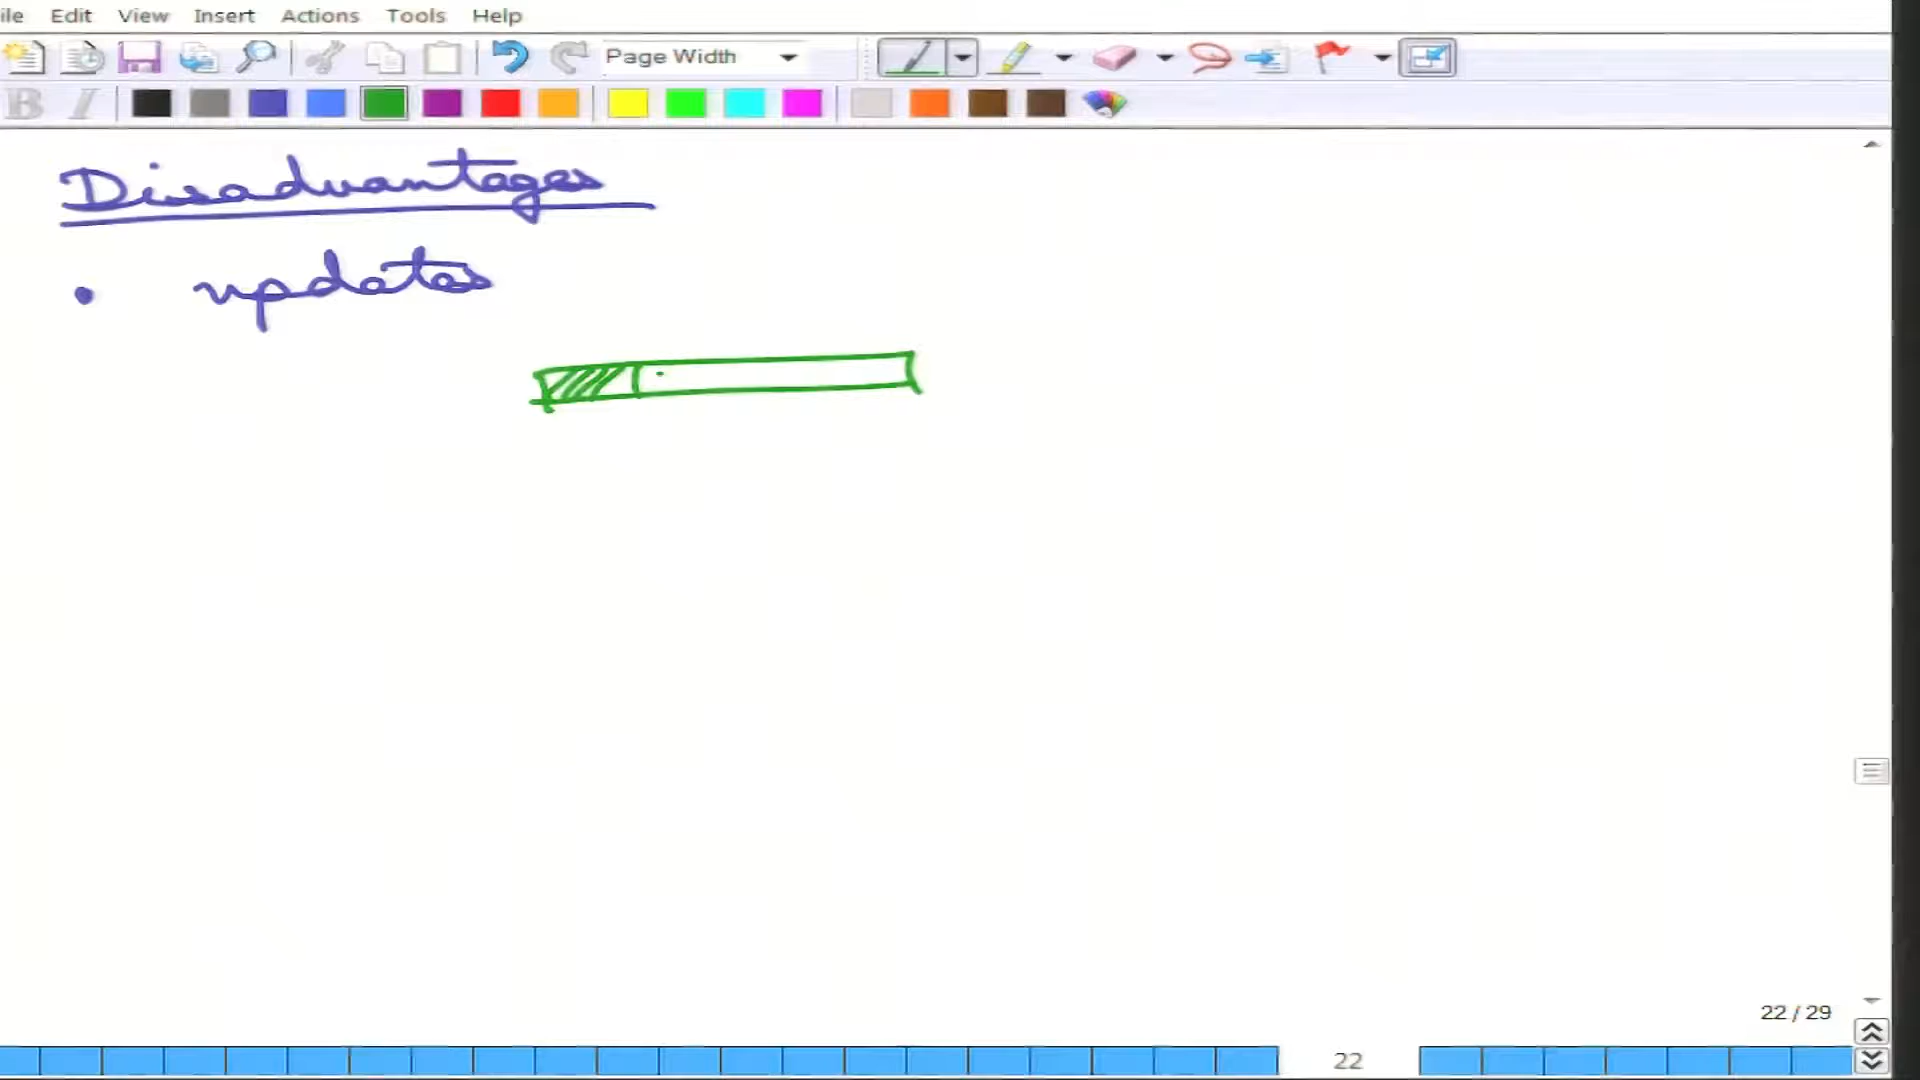 ile Edit View Insert Actions Tools Help
Page Width
B I
Disadvantages
• updates
22 / 29
22